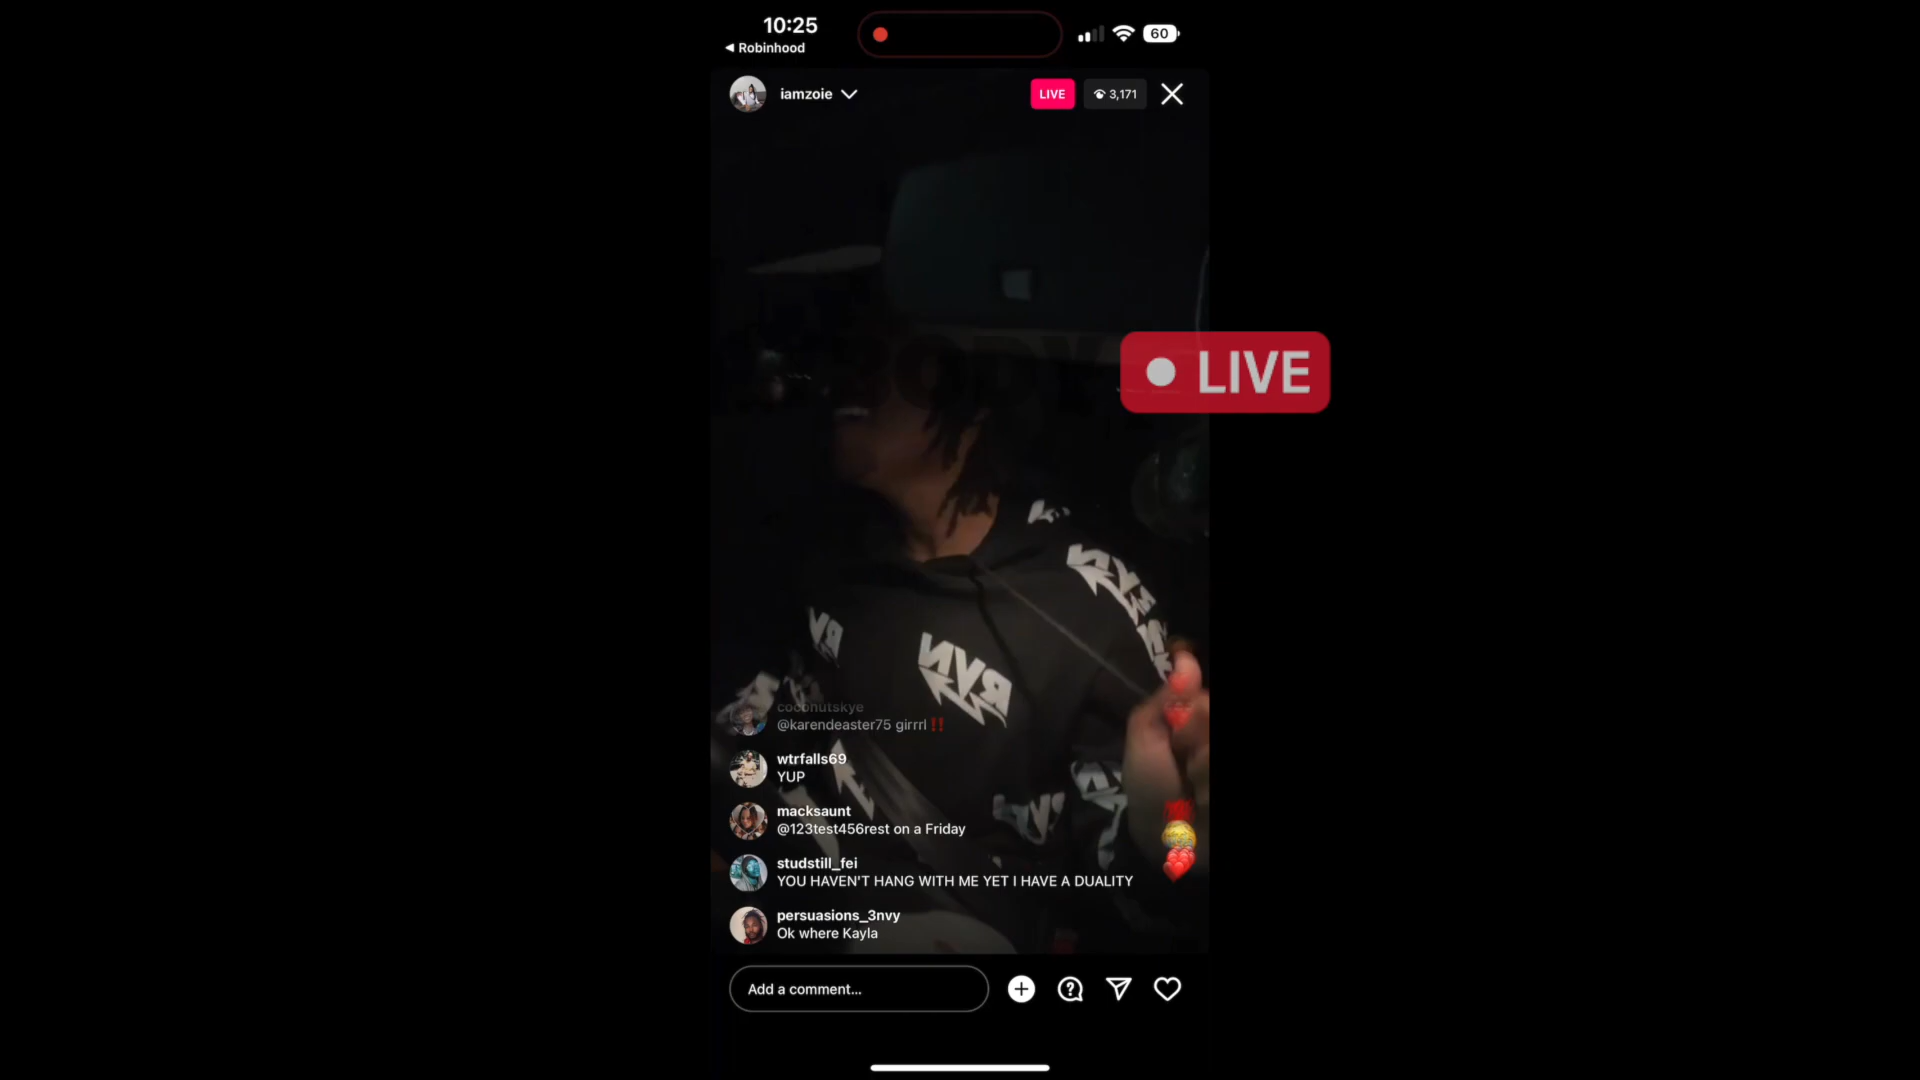 10:25
60
◀ Robinhood
iamzoie
LIVE
3,171
LIVE
coconutskye
@karendeaster75 girrrl‼️
wtrfalls69
YUP
macksaunt
@123test456rest on a Friday
studstill_fei
YOU HAVEN'T HANG WITH ME YET I HAVE A DUALITY
persuasions_3nvy
Ok where Kayla
Add a comment...